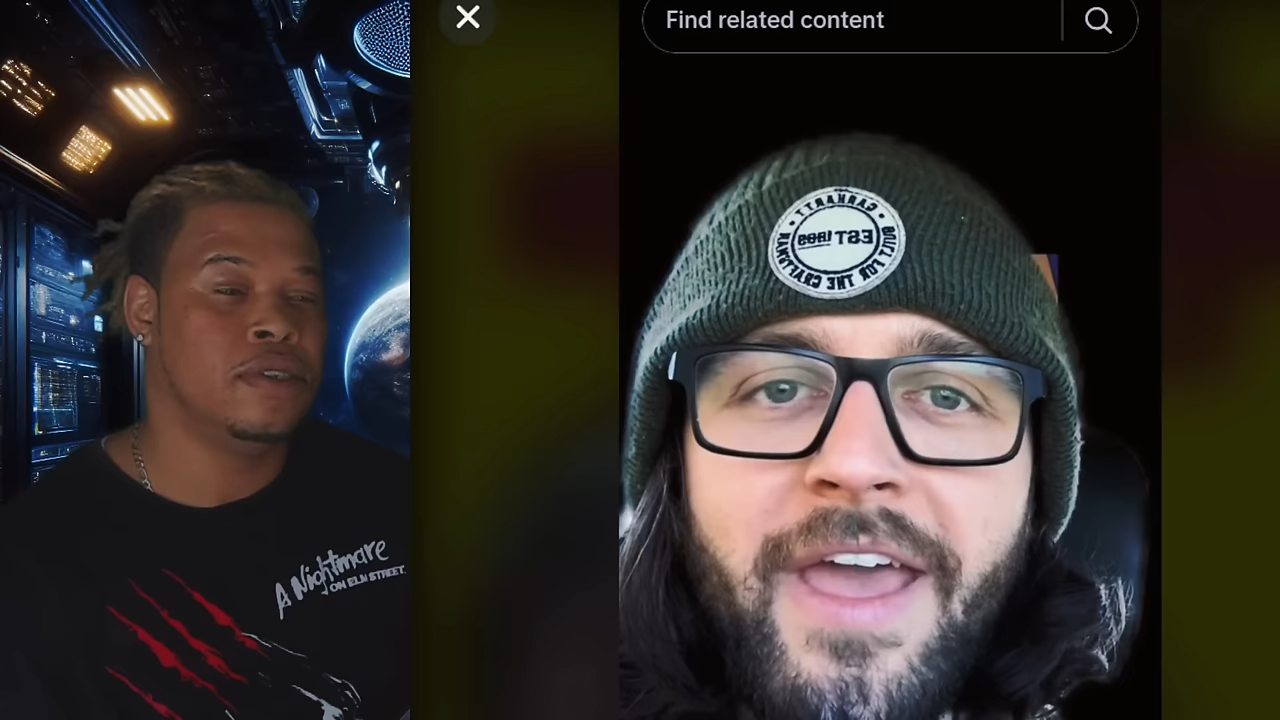 Find related content
CARHARTT
EST 1889
BUILT FOR THE CRAFTSMAN
A Nightmare
ON ELM STREET